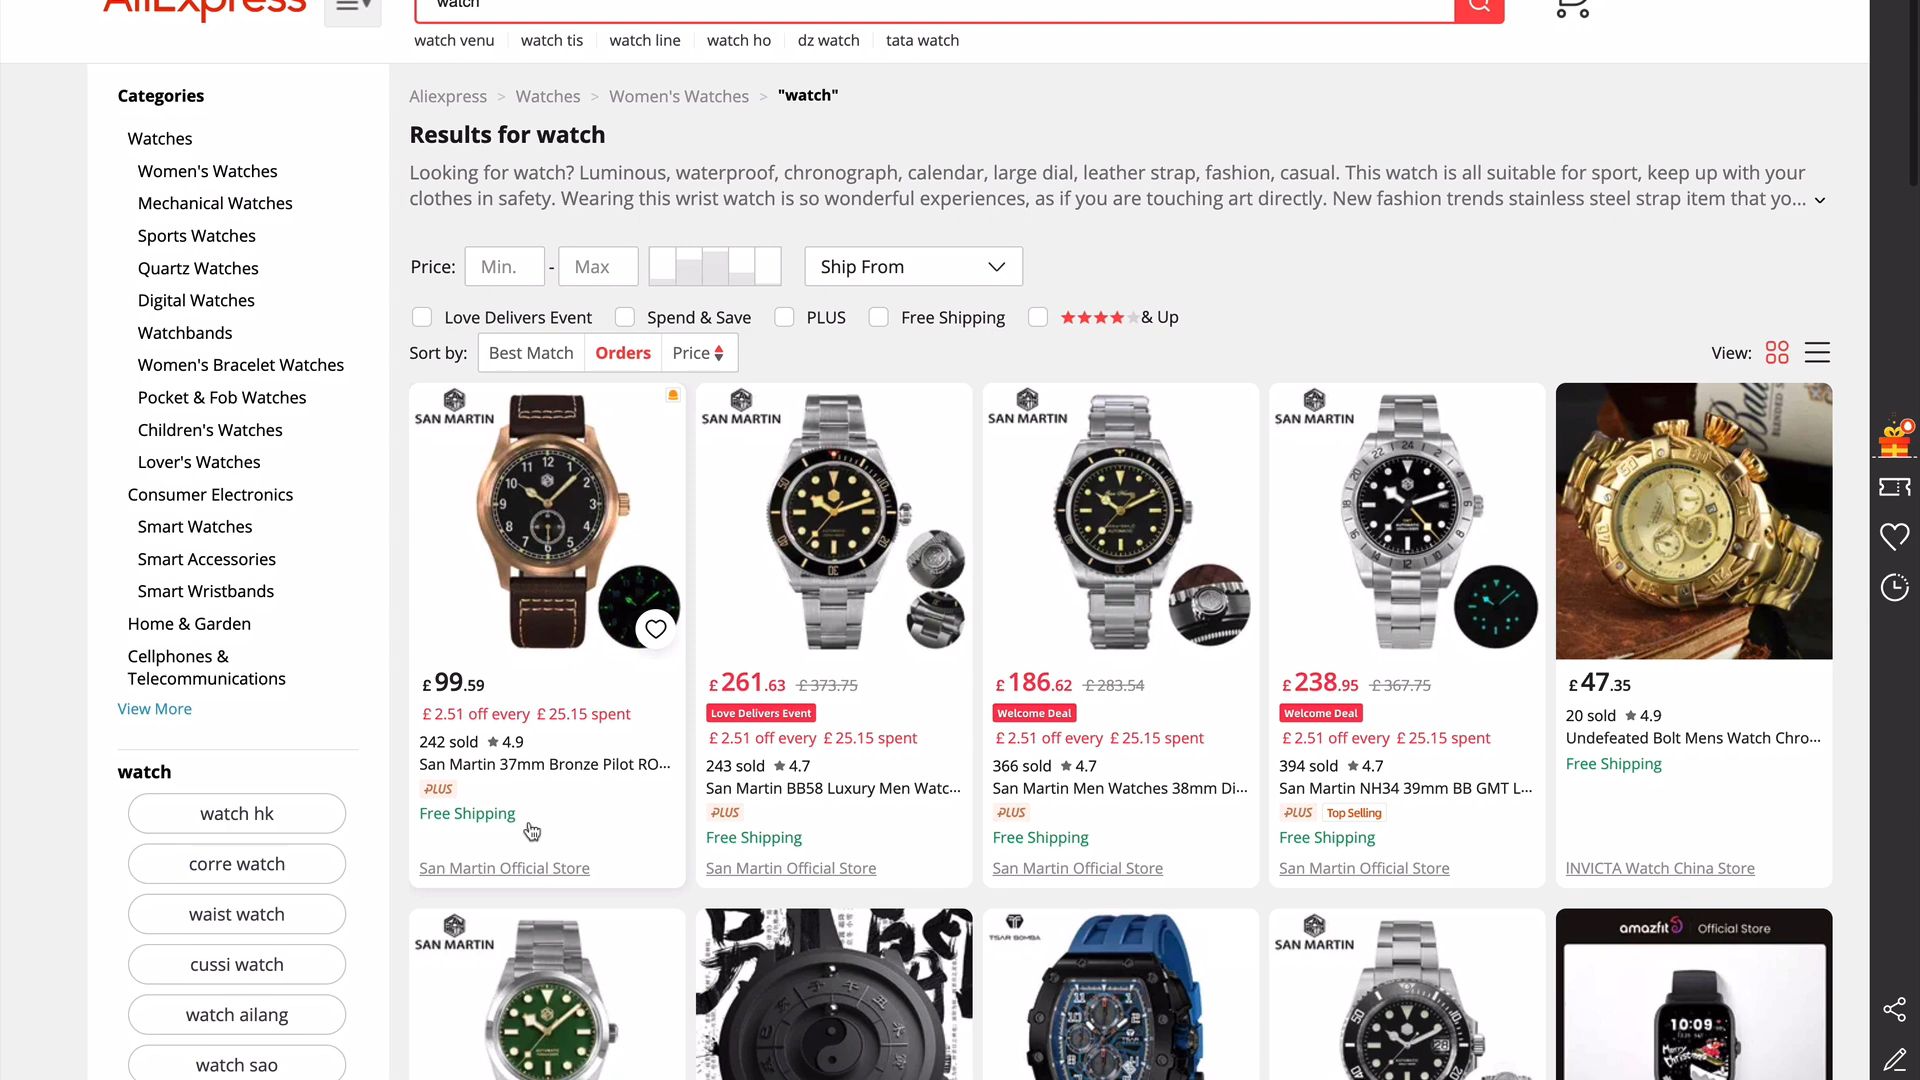 AliExpress
watch
watch venu
watch tis
watch line
watch ho
dz watch
tata watch
Categories
Watches
Women's Watches
Mechanical Watches
Sports Watches
Quartz Watches
Digital Watches
Watchbands
Women's Bracelet Watches
Pocket & Fob Watches
Children's Watches
Lover's Watches
Consumer Electronics
Smart Watches
Smart Accessories
Smart Wristbands
Home & Garden
Cellphones &
Telecommunications
View More
watch
watch hk
corre watch
waist watch
cussi watch
watch ailang
watch sao
Aliexpress > Watches > Women's Watches > "watch"
Results for watch
Looking for watch? Luminous, waterproof, chronograph, calendar, large dial, leather strap, fashion, casual. This watch is all suitable for sport, keep up with your
clothes in safety. Wearing this wrist watch is so wonderful experiences, as if you are touching art directly. New fashion trends stainless steel strap item that yo...
Price: Min. - Max
Ship From
Love Delivers Event
Spend & Save
PLUS
Free Shipping
& Up
Sort by: Best Match Orders Price
View:
SAN MARTIN
£99.59
£2.51 off every £25.15 spent
242 sold ★ 4.9
San Martin 37mm Bronze Pilot RO...
PLUS
Free Shipping
San Martin Official Store
SAN MARTIN
£261.63 £373.75
Love Delivers Event
£2.51 off every £25.15 spent
243 sold ★ 4.7
San Martin BB58 Luxury Men Watc...
PLUS
Free Shipping
San Martin Official Store
SAN MARTIN
£186.62 £283.54
Welcome Deal
£2.51 off every £25.15 spent
366 sold ★ 4.7
San Martin Men Watches 38mm Di...
PLUS
Free Shipping
San Martin Official Store
SAN MARTIN
£238.95 £367.75
Welcome Deal
£2.51 off every £25.15 spent
394 sold ★ 4.7
San Martin NH34 39mm BB GMT L...
PLUS Top Selling
Free Shipping
San Martin Official Store
£47.35
20 sold ★ 4.9
Undefeated Bolt Mens Watch Chro...
Free Shipping
INVICTA Watch China Store
SAN MARTIN
TSAR BOMBA
SAN MARTIN
amazfit Official Store
10:09
Merry
Christmas